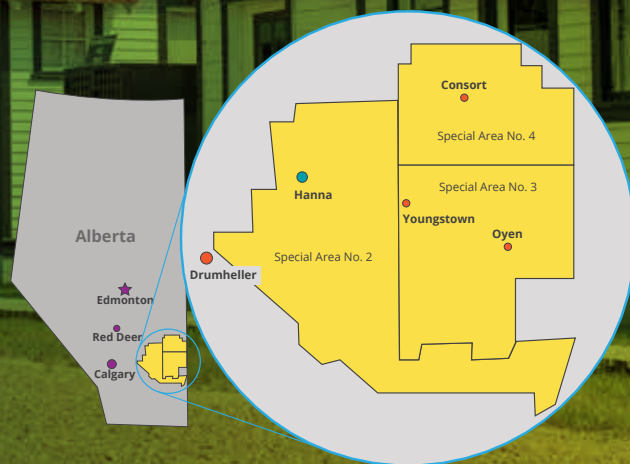 Alberta
Edmonton
Red Deer
Calgary
Consort
Special Area No. 4
Special Area No. 3
Hanna
Youngstown
Oyen
Special Area No. 2
Drumheller